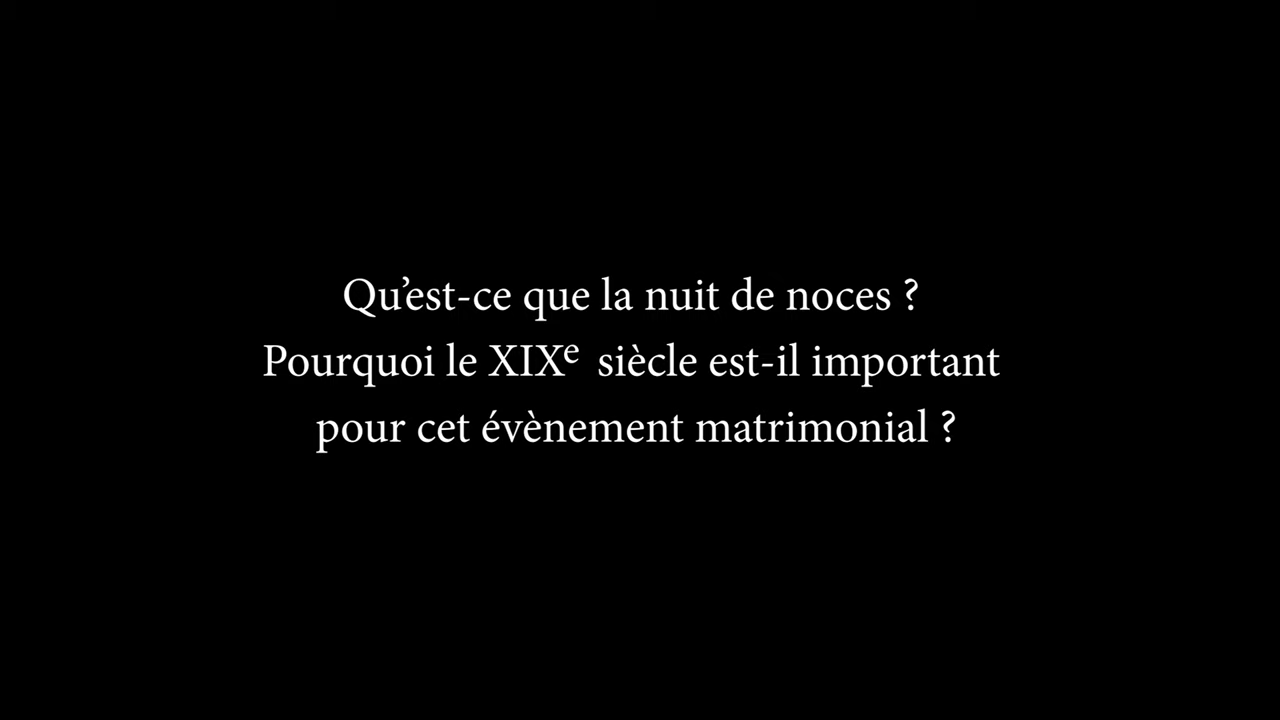 Qu’est-ce que la nuit de noces ?
Pourquoi le XIXe siècle est-il important
pour cet évènement matrimonial ?